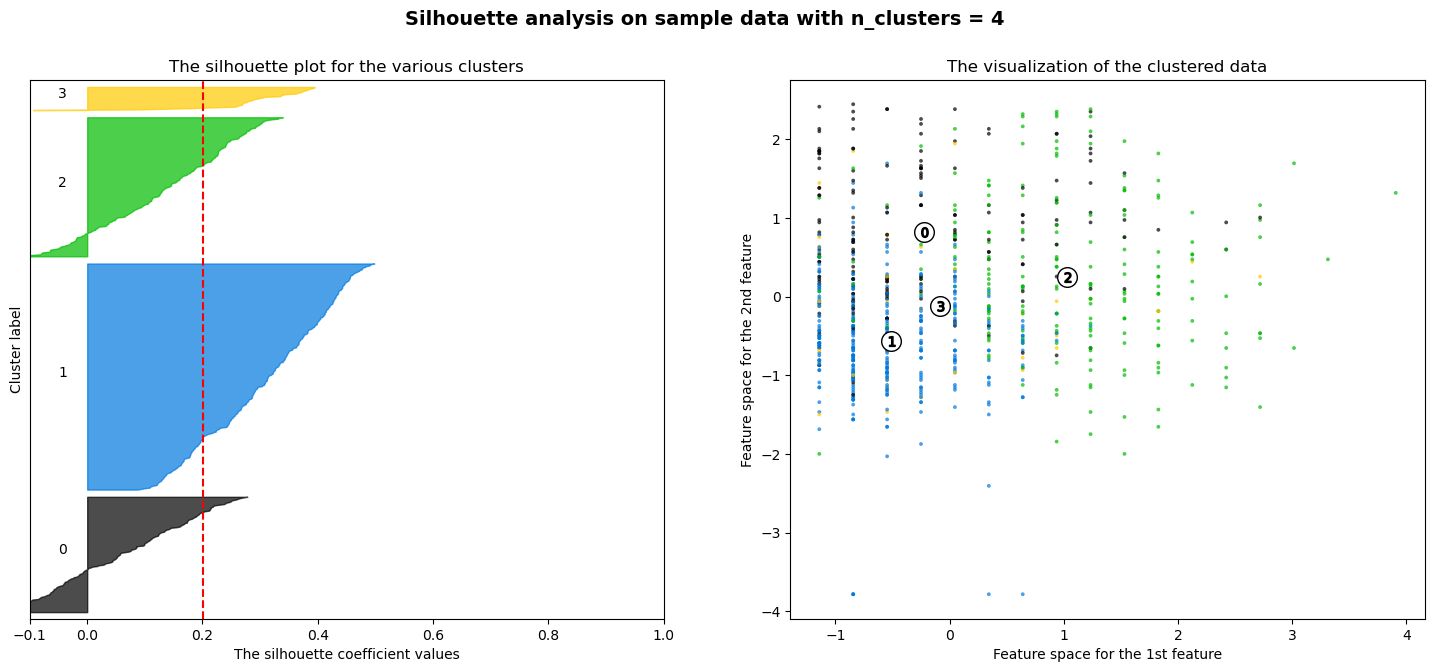 Silhouette analysis on sample data with n_clusters = 4
The silhouette plot for the various clusters
3
2
1
0
Cluster label
−0.1 0.0 0.2 0.4 0.6 0.8 1.0
The silhouette coefficient values
The visualization of the clustered data
2
1
0
−1
−2
−3
−4
Feature space for the 2nd feature
0
2
3
1
−1 0 1 2 3 4
Feature space for the 1st feature